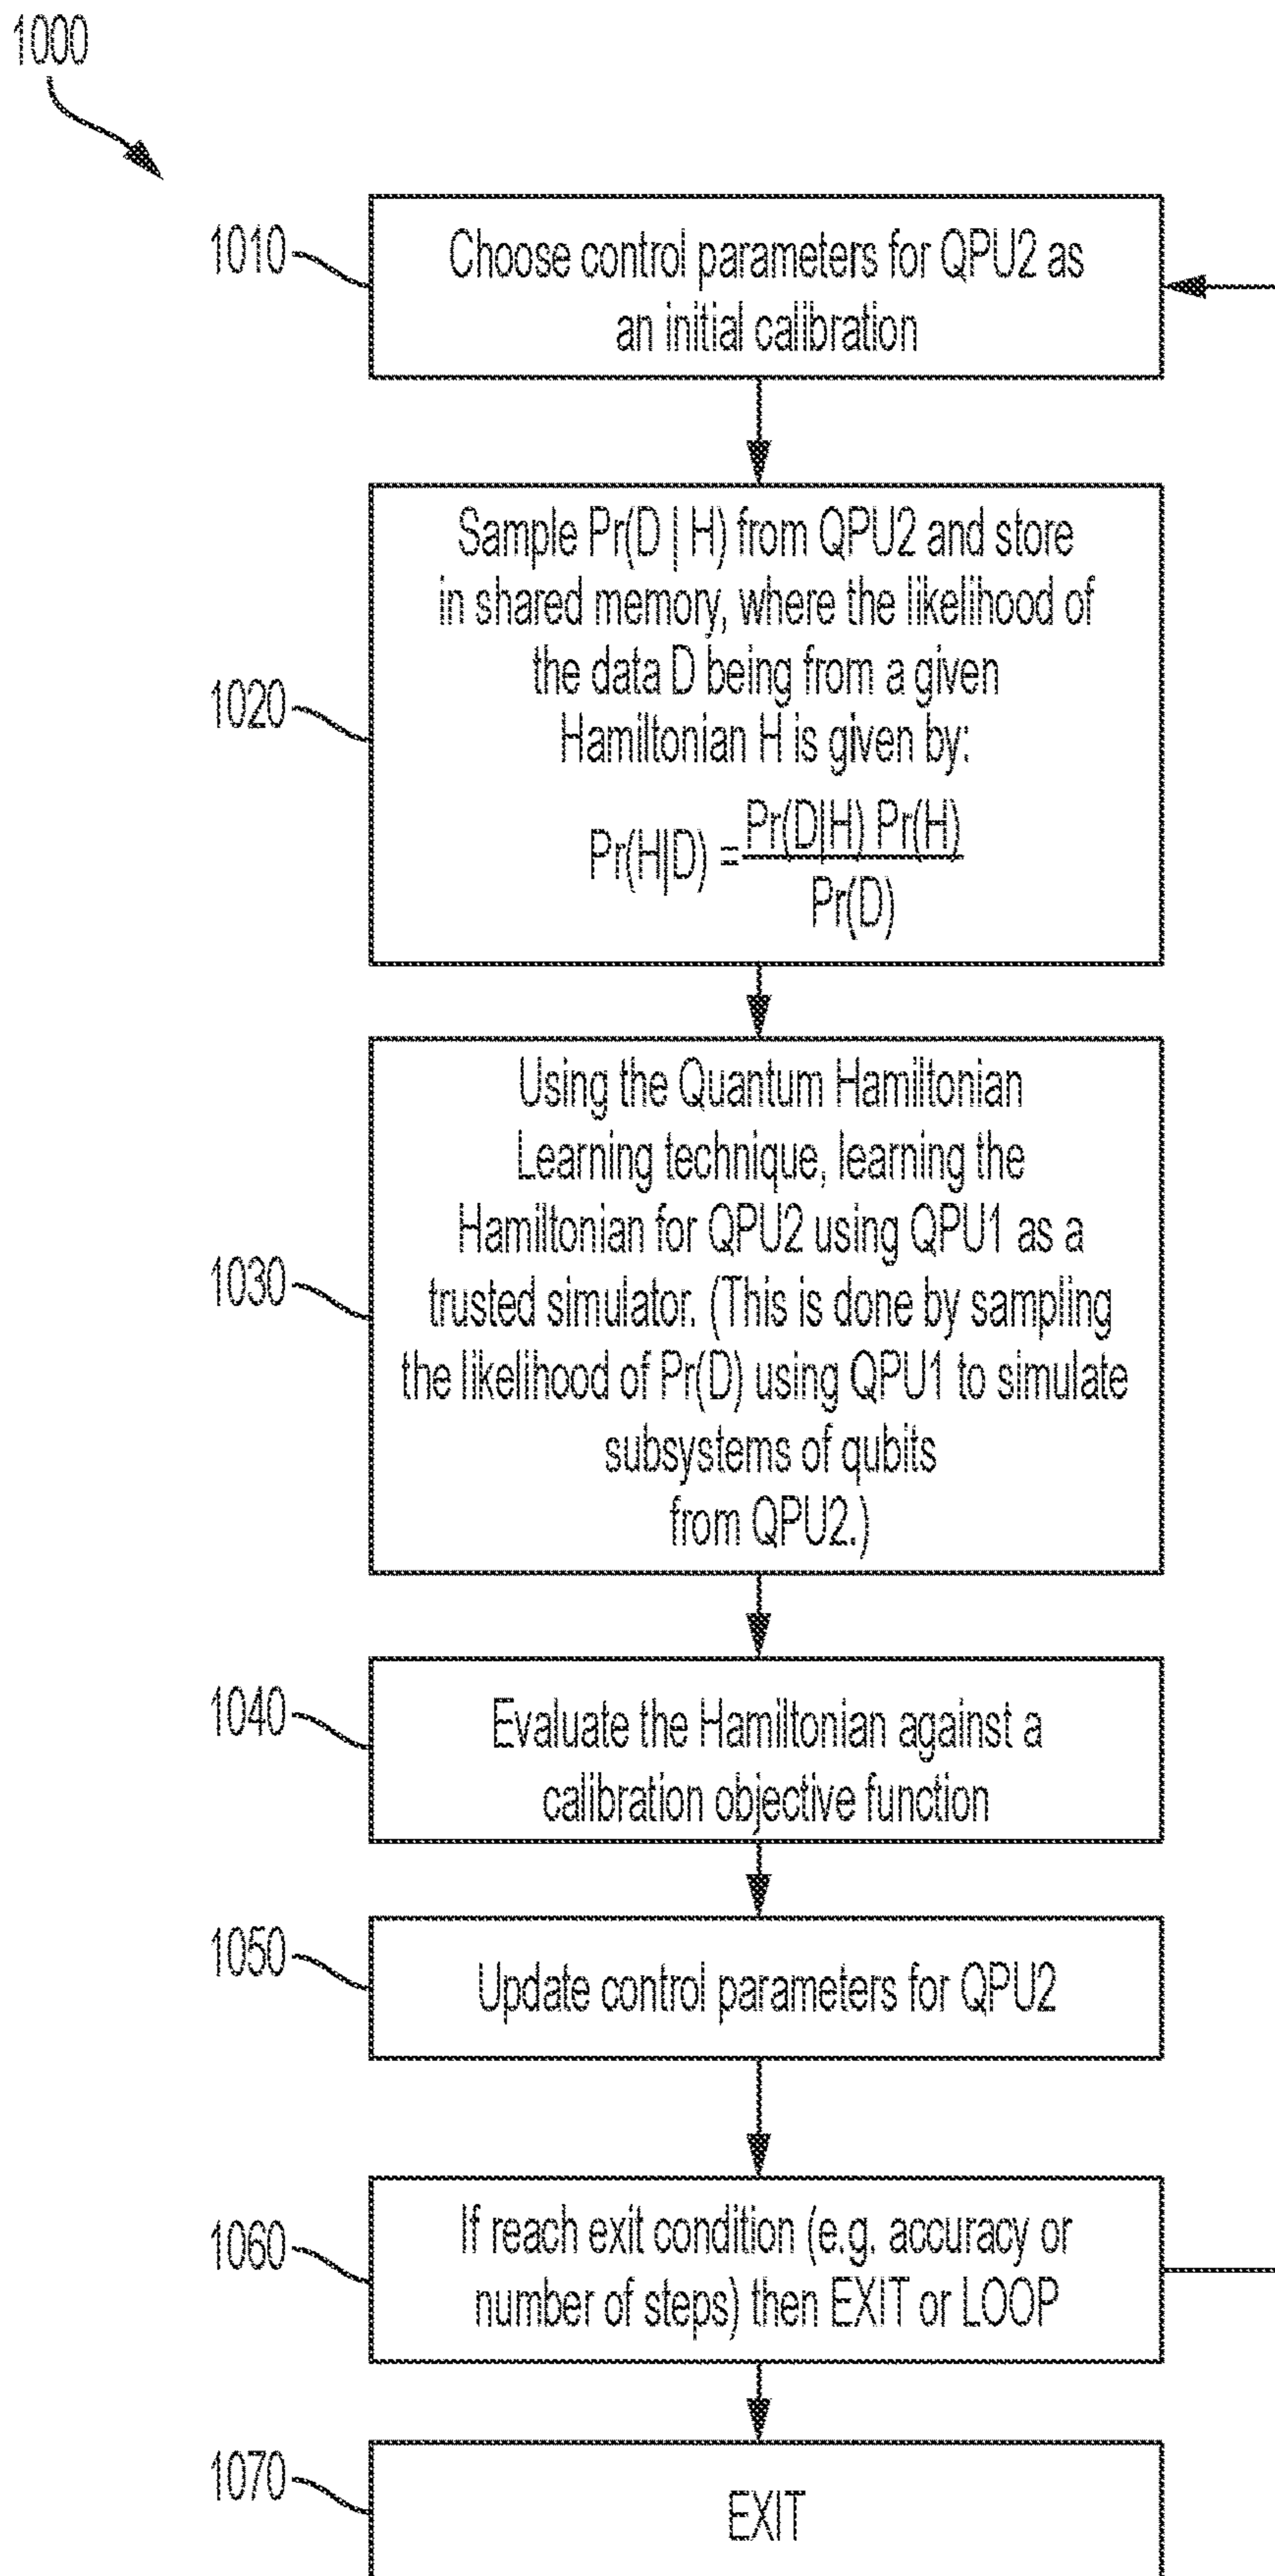 1000
1010
Choose control parameters for QPU2 as
an initial calibration
1020
Sample Pr(D | H) from QPU2 and store
in shared memory, where the likelihood of
the data D being from a given
Hamiltonian H is given by:
Pr(H|D) = Pr(D|H) Pr(H)
Pr(D)
1030
Using the Quantum Hamiltonian
Learning technique, learning the
Hamiltonian for QPU2 using QPU1 as a
trusted simulator. (This is done by sampling
the likelihood of Pr(D) using QPU1 to simulate
subsystems of qubits
from QPU2.)
1040
Evaluate the Hamiltonian against a
calibration objective function
1050
Update control parameters for QPU2
1060
If reach exit condition (e.g. accuracy or
number of steps) then EXIT or LOOP
1070
EXIT